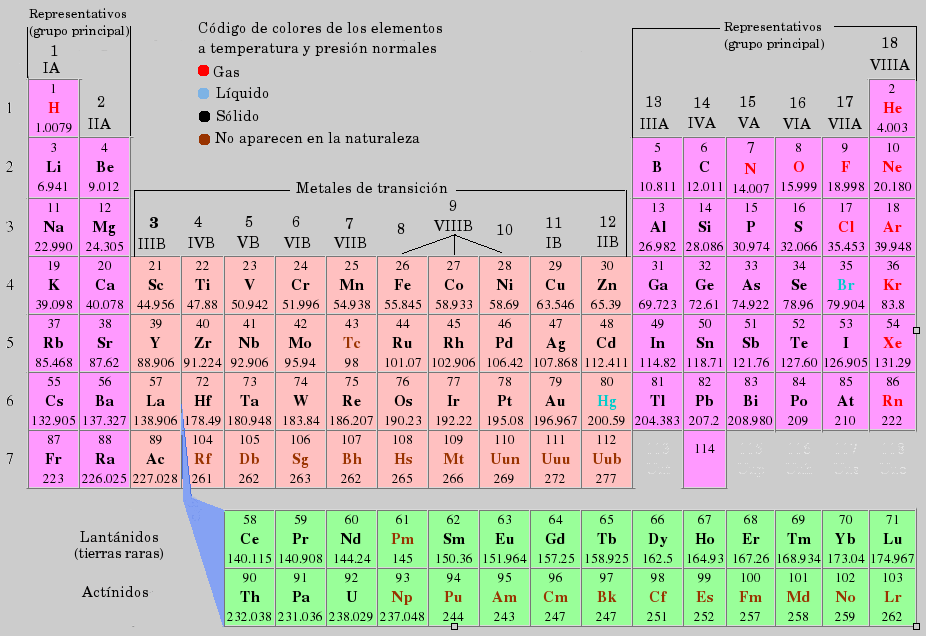 Representativos
(grupo principal)
Código de colores de los elementos
a temperatura y presión normales
Gas
Líquido
Sólido
No aparecen en la naturaleza
Representativos
(grupo principal)
1 18
IA VIIIA
1 2
H He
1.0079 4.003
2 13 14 15 16 17
IIA IIIA IVA VA VIA VIIA
1
3 4 5 6 7 8 9 10
2 Li Be B C N O F Ne
6.941 9.012 10.811 12.011 14.007 15.999 18.998 20.180
Metales de transición
3 4 5 6 7 8 9 10 11 12
IIIB IVB VB VIB VIIB VIIIB IB IIB
11 12 13 14 15 16 17 18
3 Na Mg Al Si P S Cl Ar
22.990 24.305 26.982 28.086 30.974 32.066 35.453 39.948
19 20 21 22 23 24 25 26 27 28 29 30 31 32 33 34 35 36
4 K Ca Sc Ti V Cr Mn Fe Co Ni Cu Zn Ga Ge As Se Br Kr
39.098 40.078 44.956 47.88 50.942 51.996 54.938 55.845 58.933 58.69 63.546 65.39 69.723 72.61 74.922 78.96 79.904 83.8
37 38 39 40 41 42 43 44 45 46 47 48 49 50 51 52 53 54
5 Rb Sr Y Zr Nb Mo Tc Ru Rh Pd Ag Cd In Sn Sb Te I Xe
85.468 87.62 88.906 91.224 92.906 95.94 98 101.07 102.906 106.42 107.868 112.411 114.82 118.71 121.76 127.60 126.905 131.29
55 56 57 72 73 74 75 76 77 78 79 80 81 82 83 84 85 86
6 Cs Ba La Hf Ta W Re Os Ir Pt Au Hg Tl Pb Bi Po At Rn
132.905 137.327 138.906 178.49 180.948 183.84 186.207 190.23 192.22 195.08 196.967 200.59 204.383 207.2 208.980 209 210 222
87 88 89 104 105 106 107 108 109 110 111 112 114
7 Fr Ra Ac Rf Db Sg Bh Hs Mt Uun Uuu Uub
223 226.025 227.028 261 262 263 262 265 266 269 272 277
58 59 60 61 62 63 64 65 66 67 68 69 70 71
Lantánidos Ce Pr Nd Pm Sm Eu Gd Tb Dy Ho Er Tm Yb Lu
(tierras raras) 140.115 140.908 144.24 145 150.36 151.964 157.25 158.925 162.5 164.93 167.26 168.934 173.04 174.967
90 91 92 93 94 95 96 97 98 99 100 101 102 103
Actínidos Th Pa U Np Pu Am Cm Bk Cf Es Fm Md No Lr
232.038 231.036 238.029 237.048 244 243 247 247 251 252 257 258 259 262